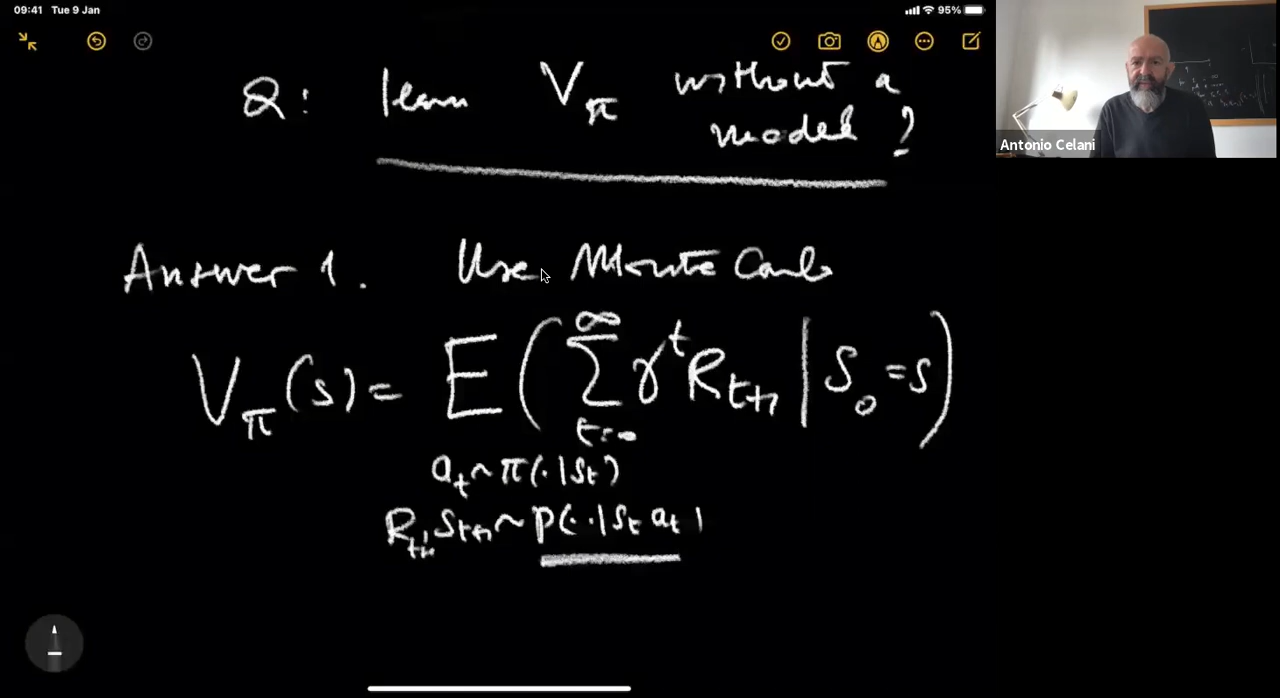 09:41 Tue 9 Jan
95%
Q: learn Vπ without a
model?
Antonio Celani
Answer 1. Use Monte Carlo
V_π(s) = E(∑_{t=0}^{∞} γ^t R_{t+1} | S_0 = s)
a_t ~ π(·|s_t)
R_{t+1} s_{t+1} ~ p(··|s_t a_t)